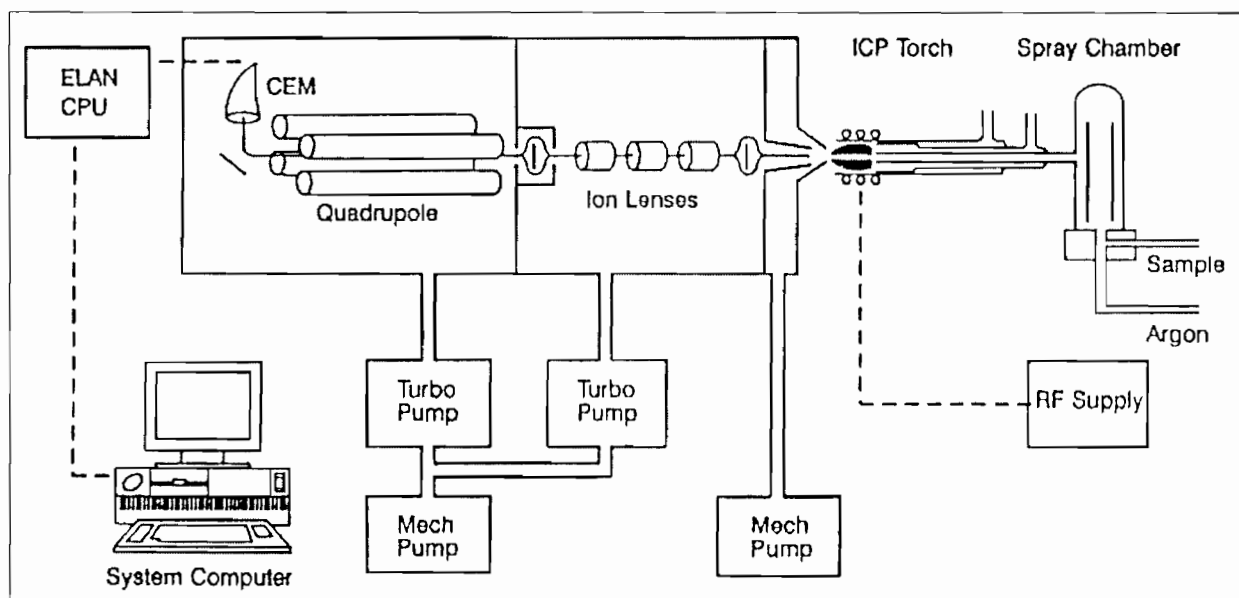 ICP Torch
Spray Chamber
ELAN
CPU
CEM
Quadrupole
Ion Lenses
Sample
Argon
Turbo
Pump
Turbo
Pump
RF Supply
Mech
Pump
Mech
Pump
System Computer